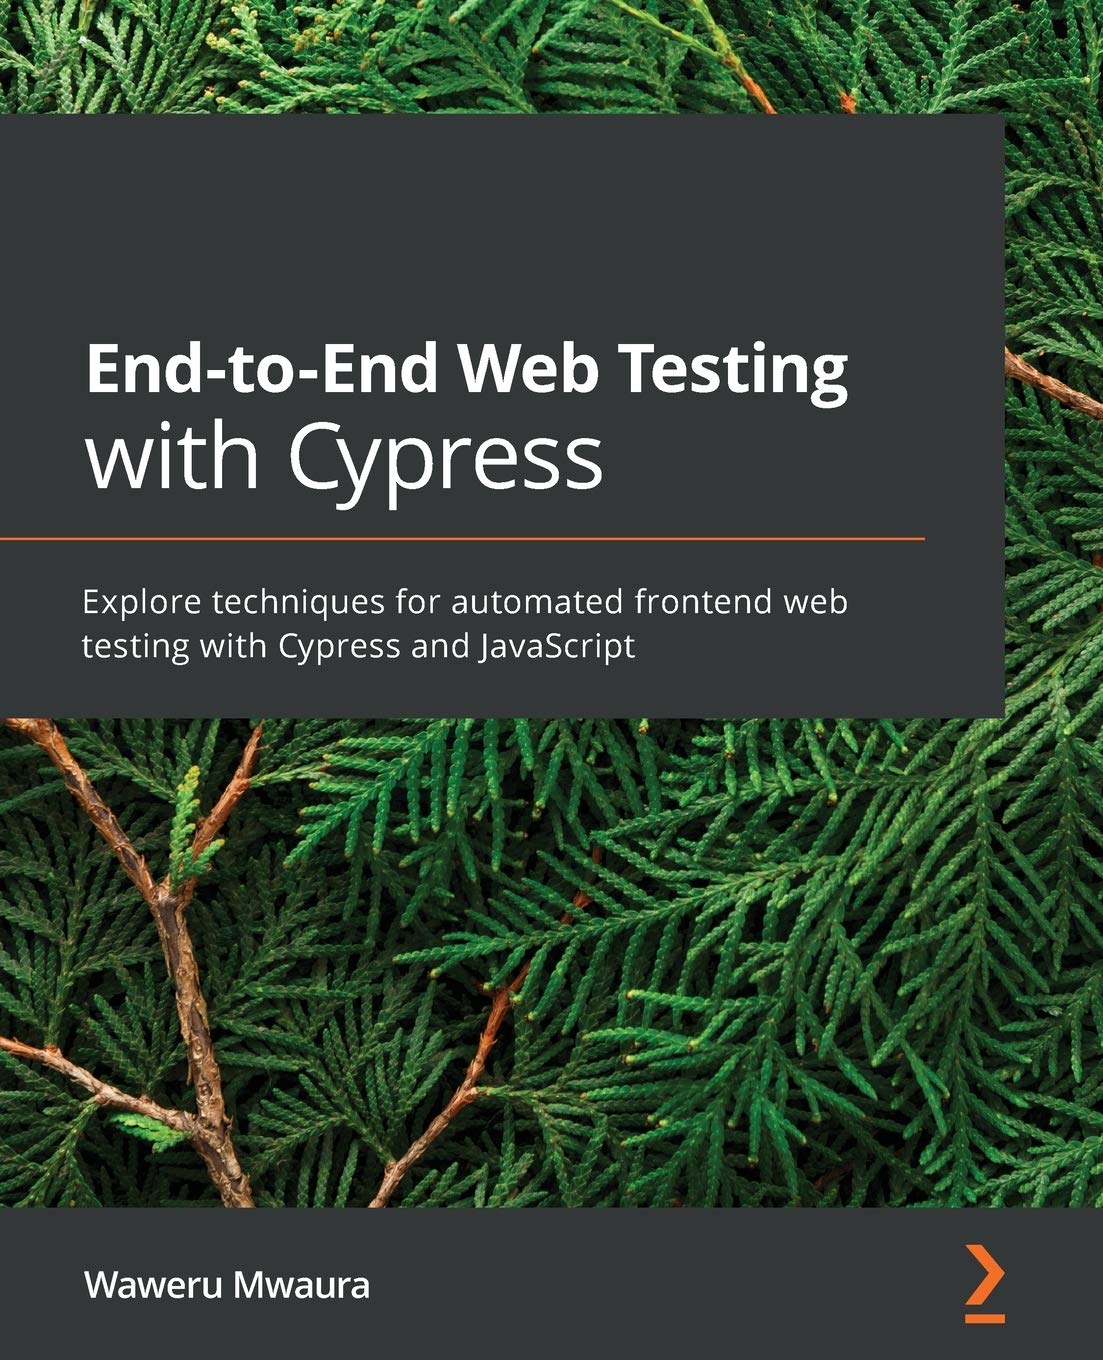 End-to-End Web Testing
with Cypress
Explore techniques for automated frontend web
testing with Cypress and JavaScript
Waweru Mwaura